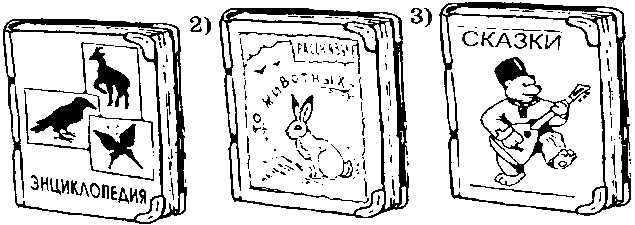 ЭНЦИКЛОПЕДИЯ
2)
РАССКАЗЫ
О ЖИВОТНЫХ
3)
СКАЗКИ